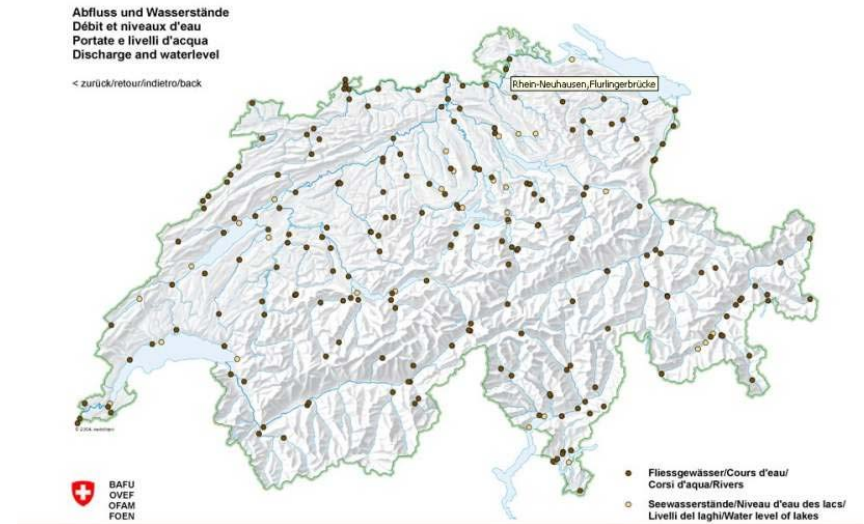 Abfluss und Wasserstände
Débit et niveaux d'eau
Portate e livelli d'acqua
Discharge and waterlevel
< zurück/retour/indietro/back
Rhein-Neuhausen,Flurlingerbrücke
BAFU
OVEF
OFAM
FOEN
Fliessgewässer/Cours d'eau/
Corsi d'aqua/Rivers
Seewasserstände/Niveau d'eau des lacs/
Livelli del laghi/Water level of lakes